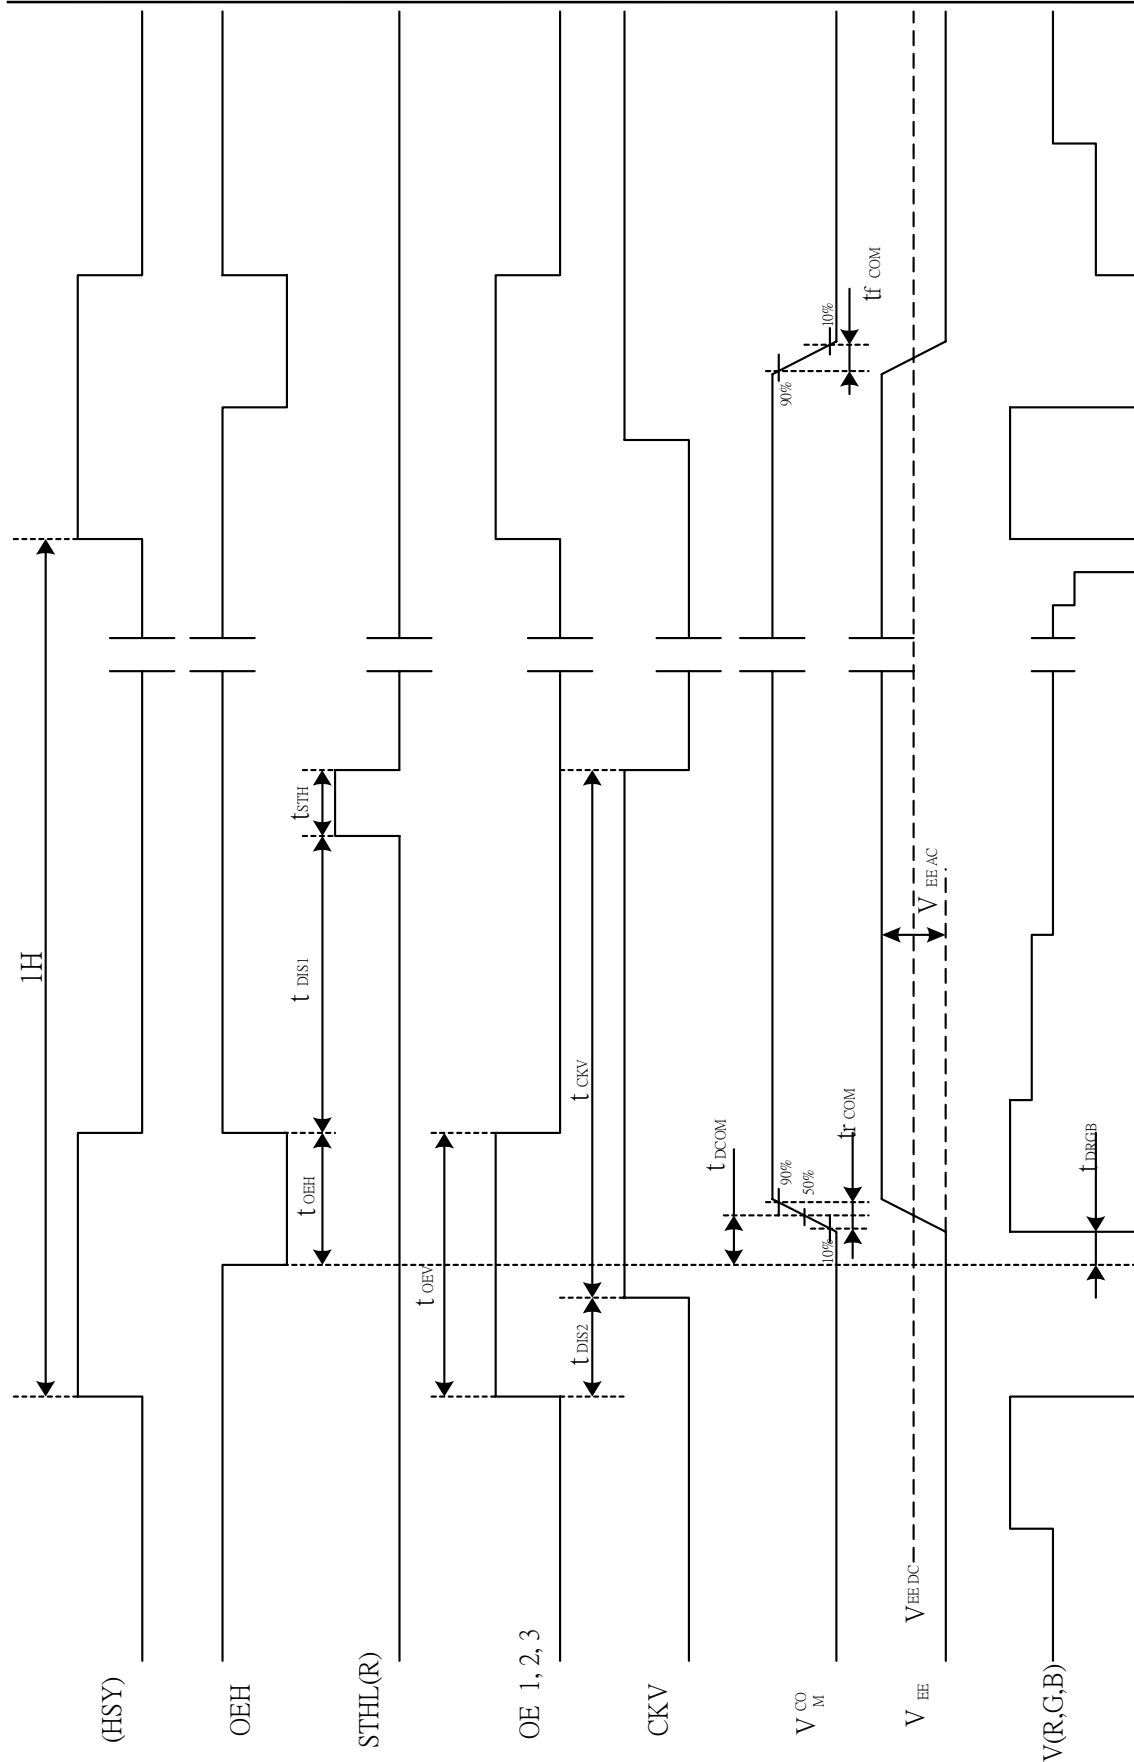 1H
(HSY)
OEH
t OEH
t DIS1
tSTH
STHL(R)
t OEV
OE 1, 2, 3
t DIS2
t CKV
CKV
t DCOM
90%
50%
10%
tr COM
90%
10%
tf COM
V CO
M
V EE DC
V EE AC
V EE
t DRGB
V(R,G,B)